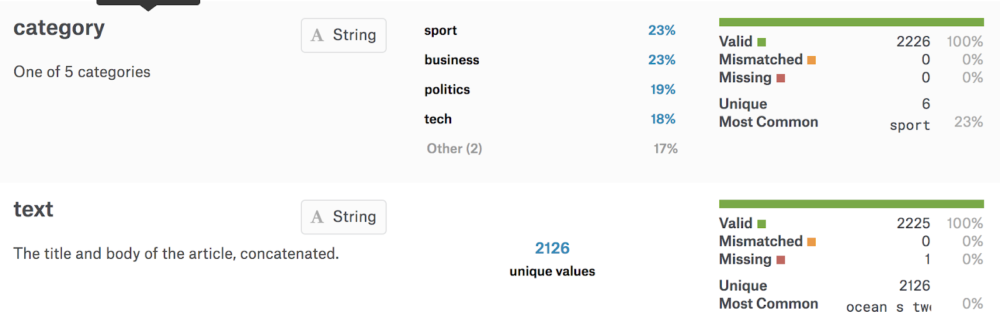 category
A String
One of 5 categories
sport 23%
business 23%
politics 19%
tech 18%
Other (2) 17%
Valid 2226 100%
Mismatched 0 0%
Missing 0 0%
Unique 6
Most Common sport 23%
text
A String
The title and body of the article, concatenated.
2126
unique values
Valid 2225 100%
Mismatched 0 0%
Missing 1 0%
Unique 2126
Most Common ocean s tw 0%